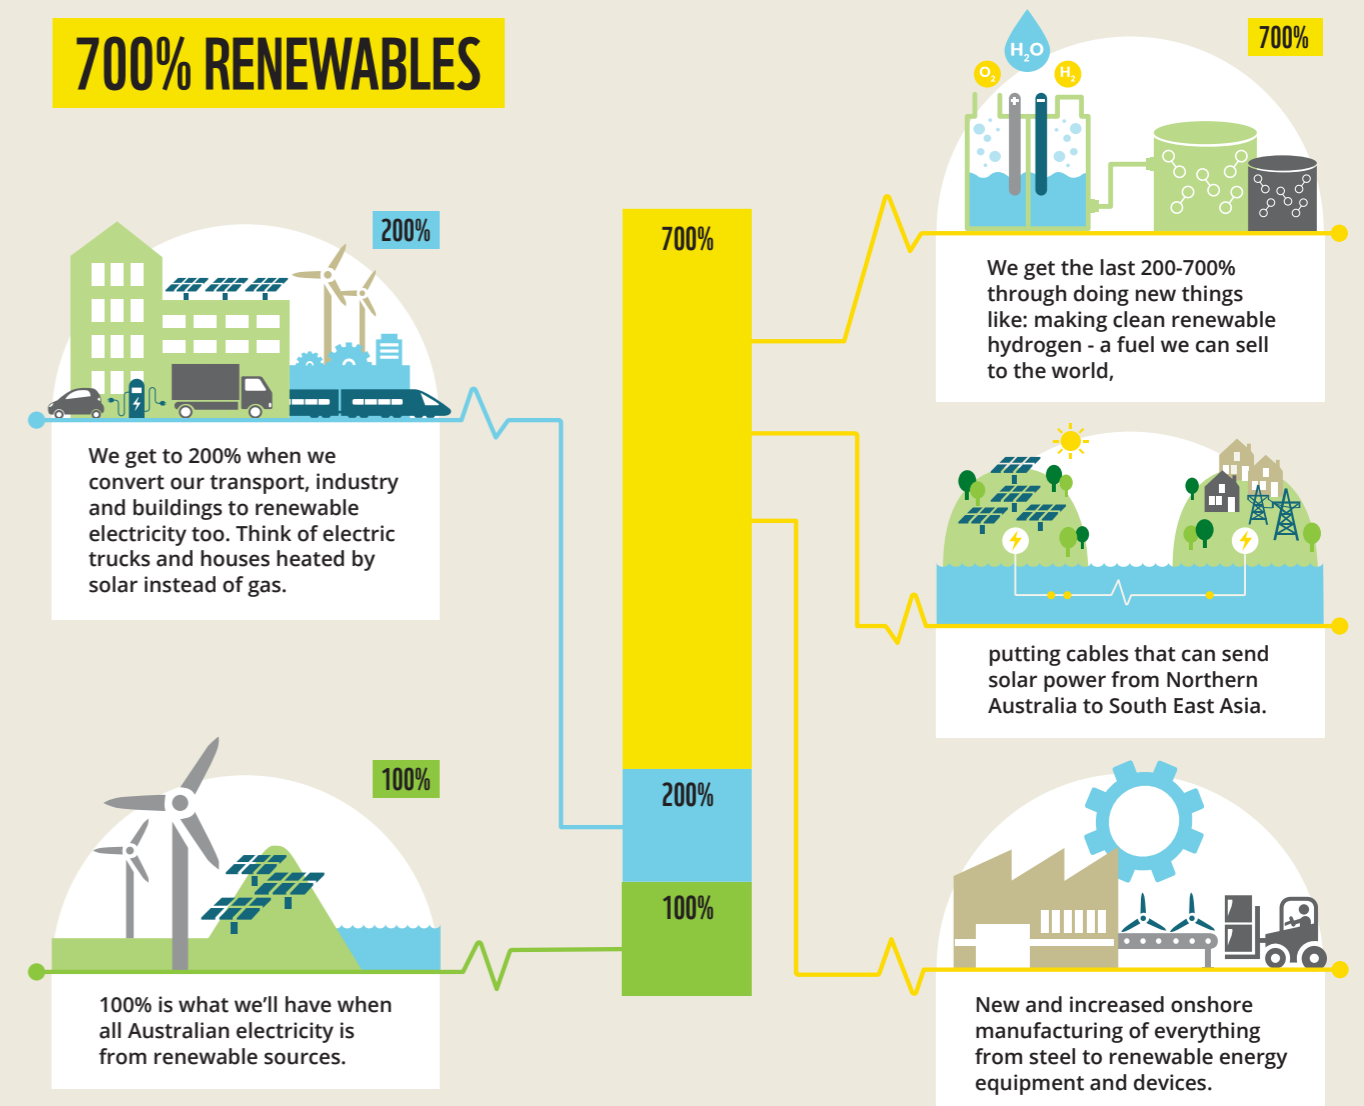 700% RENEWABLES
200%
We get to 200% when we
convert our transport, industry
and buildings to renewable
electricity too. Think of electric
trucks and houses heated by
solar instead of gas.
100%
100% is what we’ll have when
all Australian electricity is
from renewable sources.
700%
200%
100%
700%
H₂O
O₂
H₂
+
-
We get the last 200-700%
through doing new things
like: making clean renewable
hydrogen - a fuel we can sell
to the world,
putting cables that can send
solar power from Northern
Australia to South East Asia.
New and increased onshore
manufacturing of everything
from steel to renewable energy
equipment and devices.